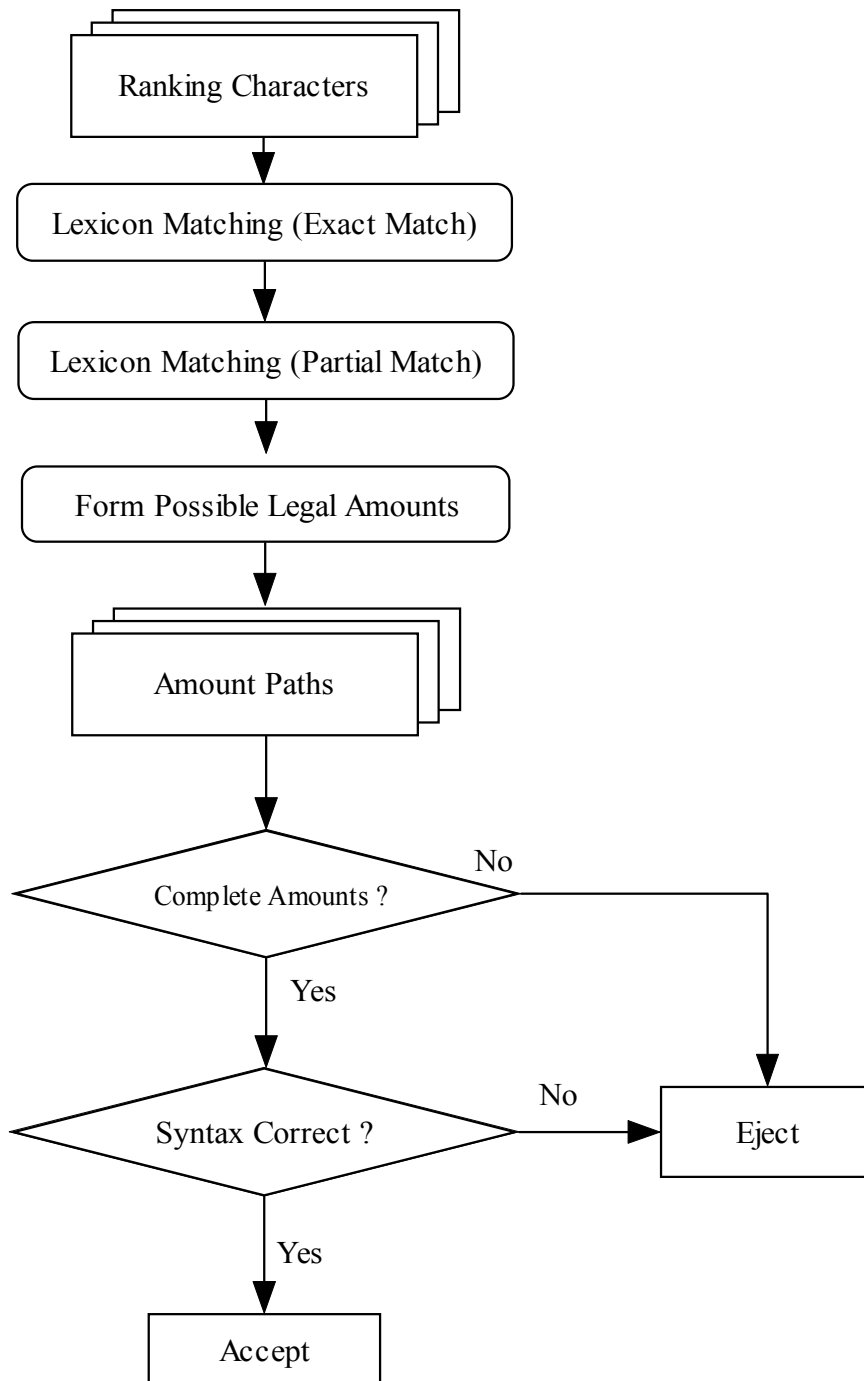 Ranking Characters
Lexicon Matching (Exact Match)
Lexicon Matching (Partial Match)
Form Possible Legal Amounts
Amount Paths
No
Complete Amounts ?
Yes
No
Syntax Correct ?
Eject
Yes
Accept